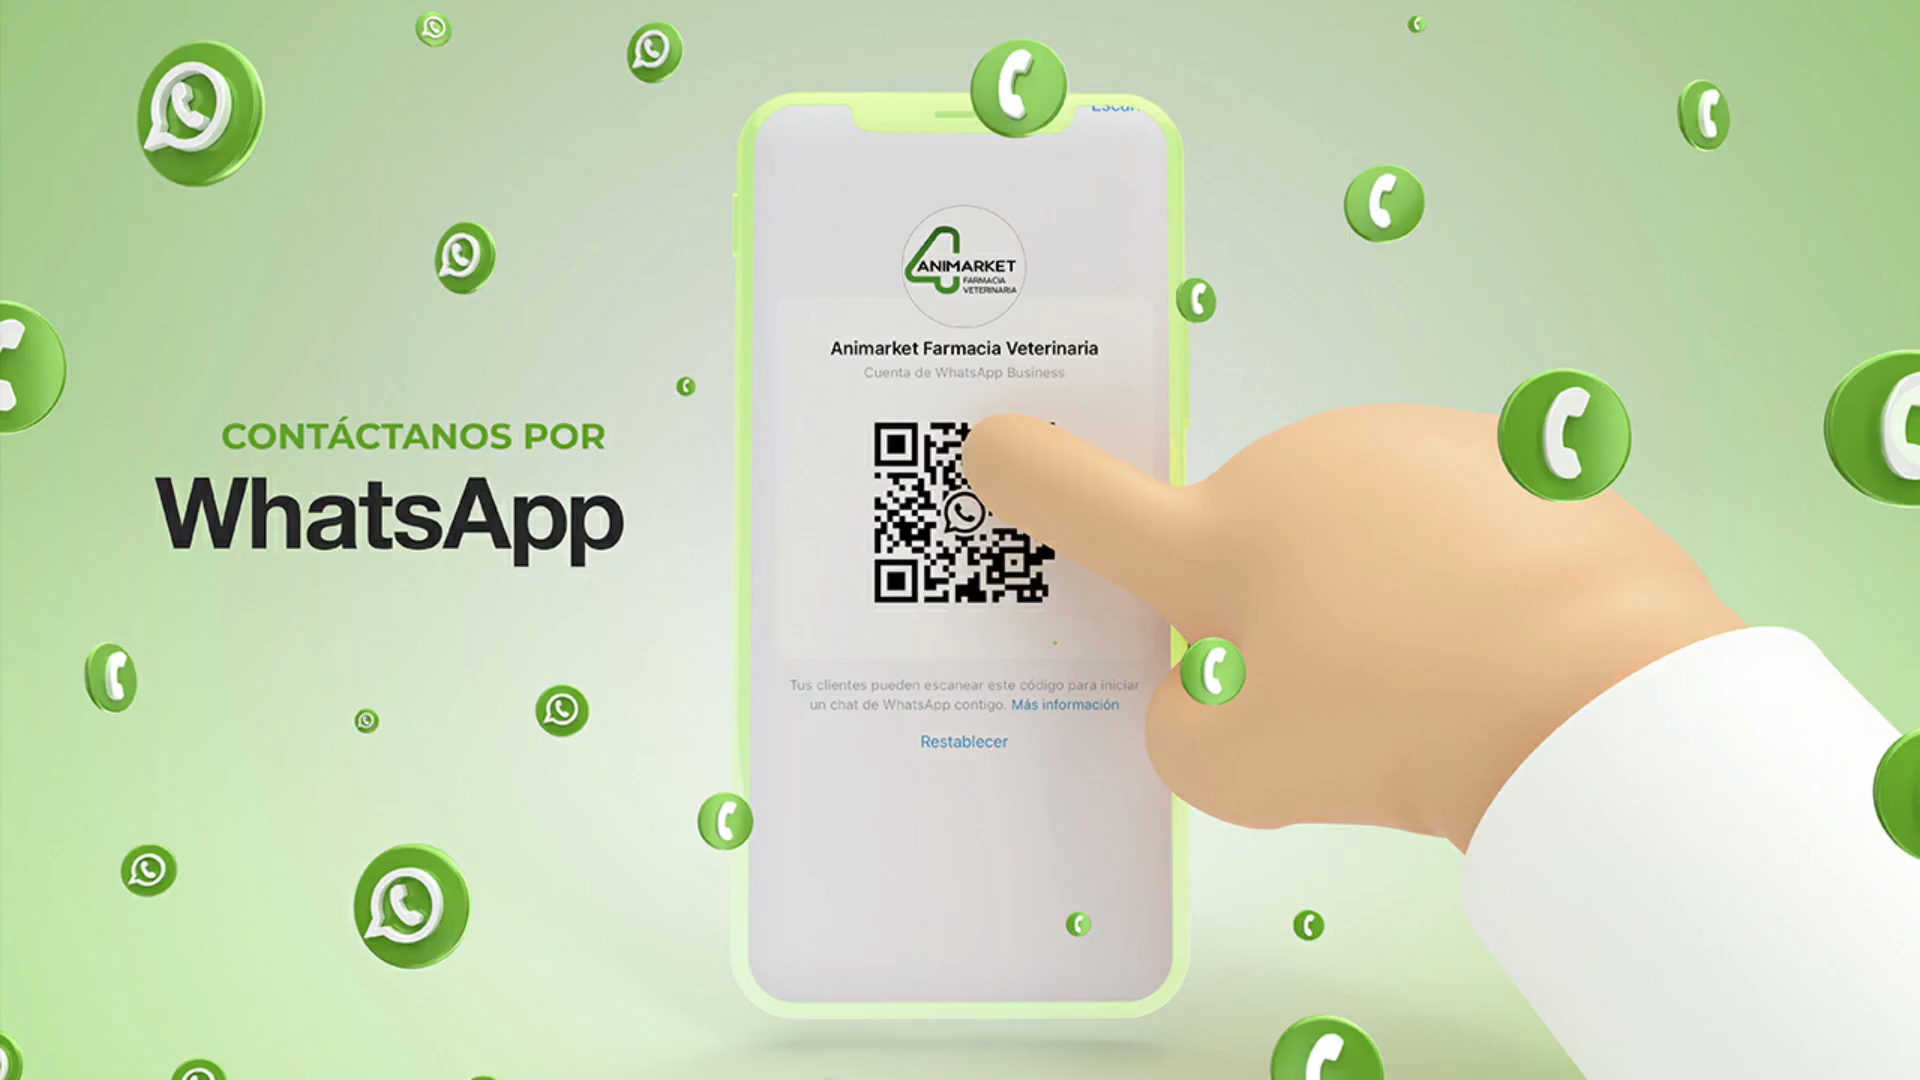 CONTÁCTANOS POR
WhatsApp
ANIMARKET
FARMACIA
VETERINARIA
Animarket Farmacia Veterinaria
Cuenta de WhatsApp Business
Tus clientes pueden escanear este código para iniciar
un chat de WhatsApp contigo. Más información
Restablecer